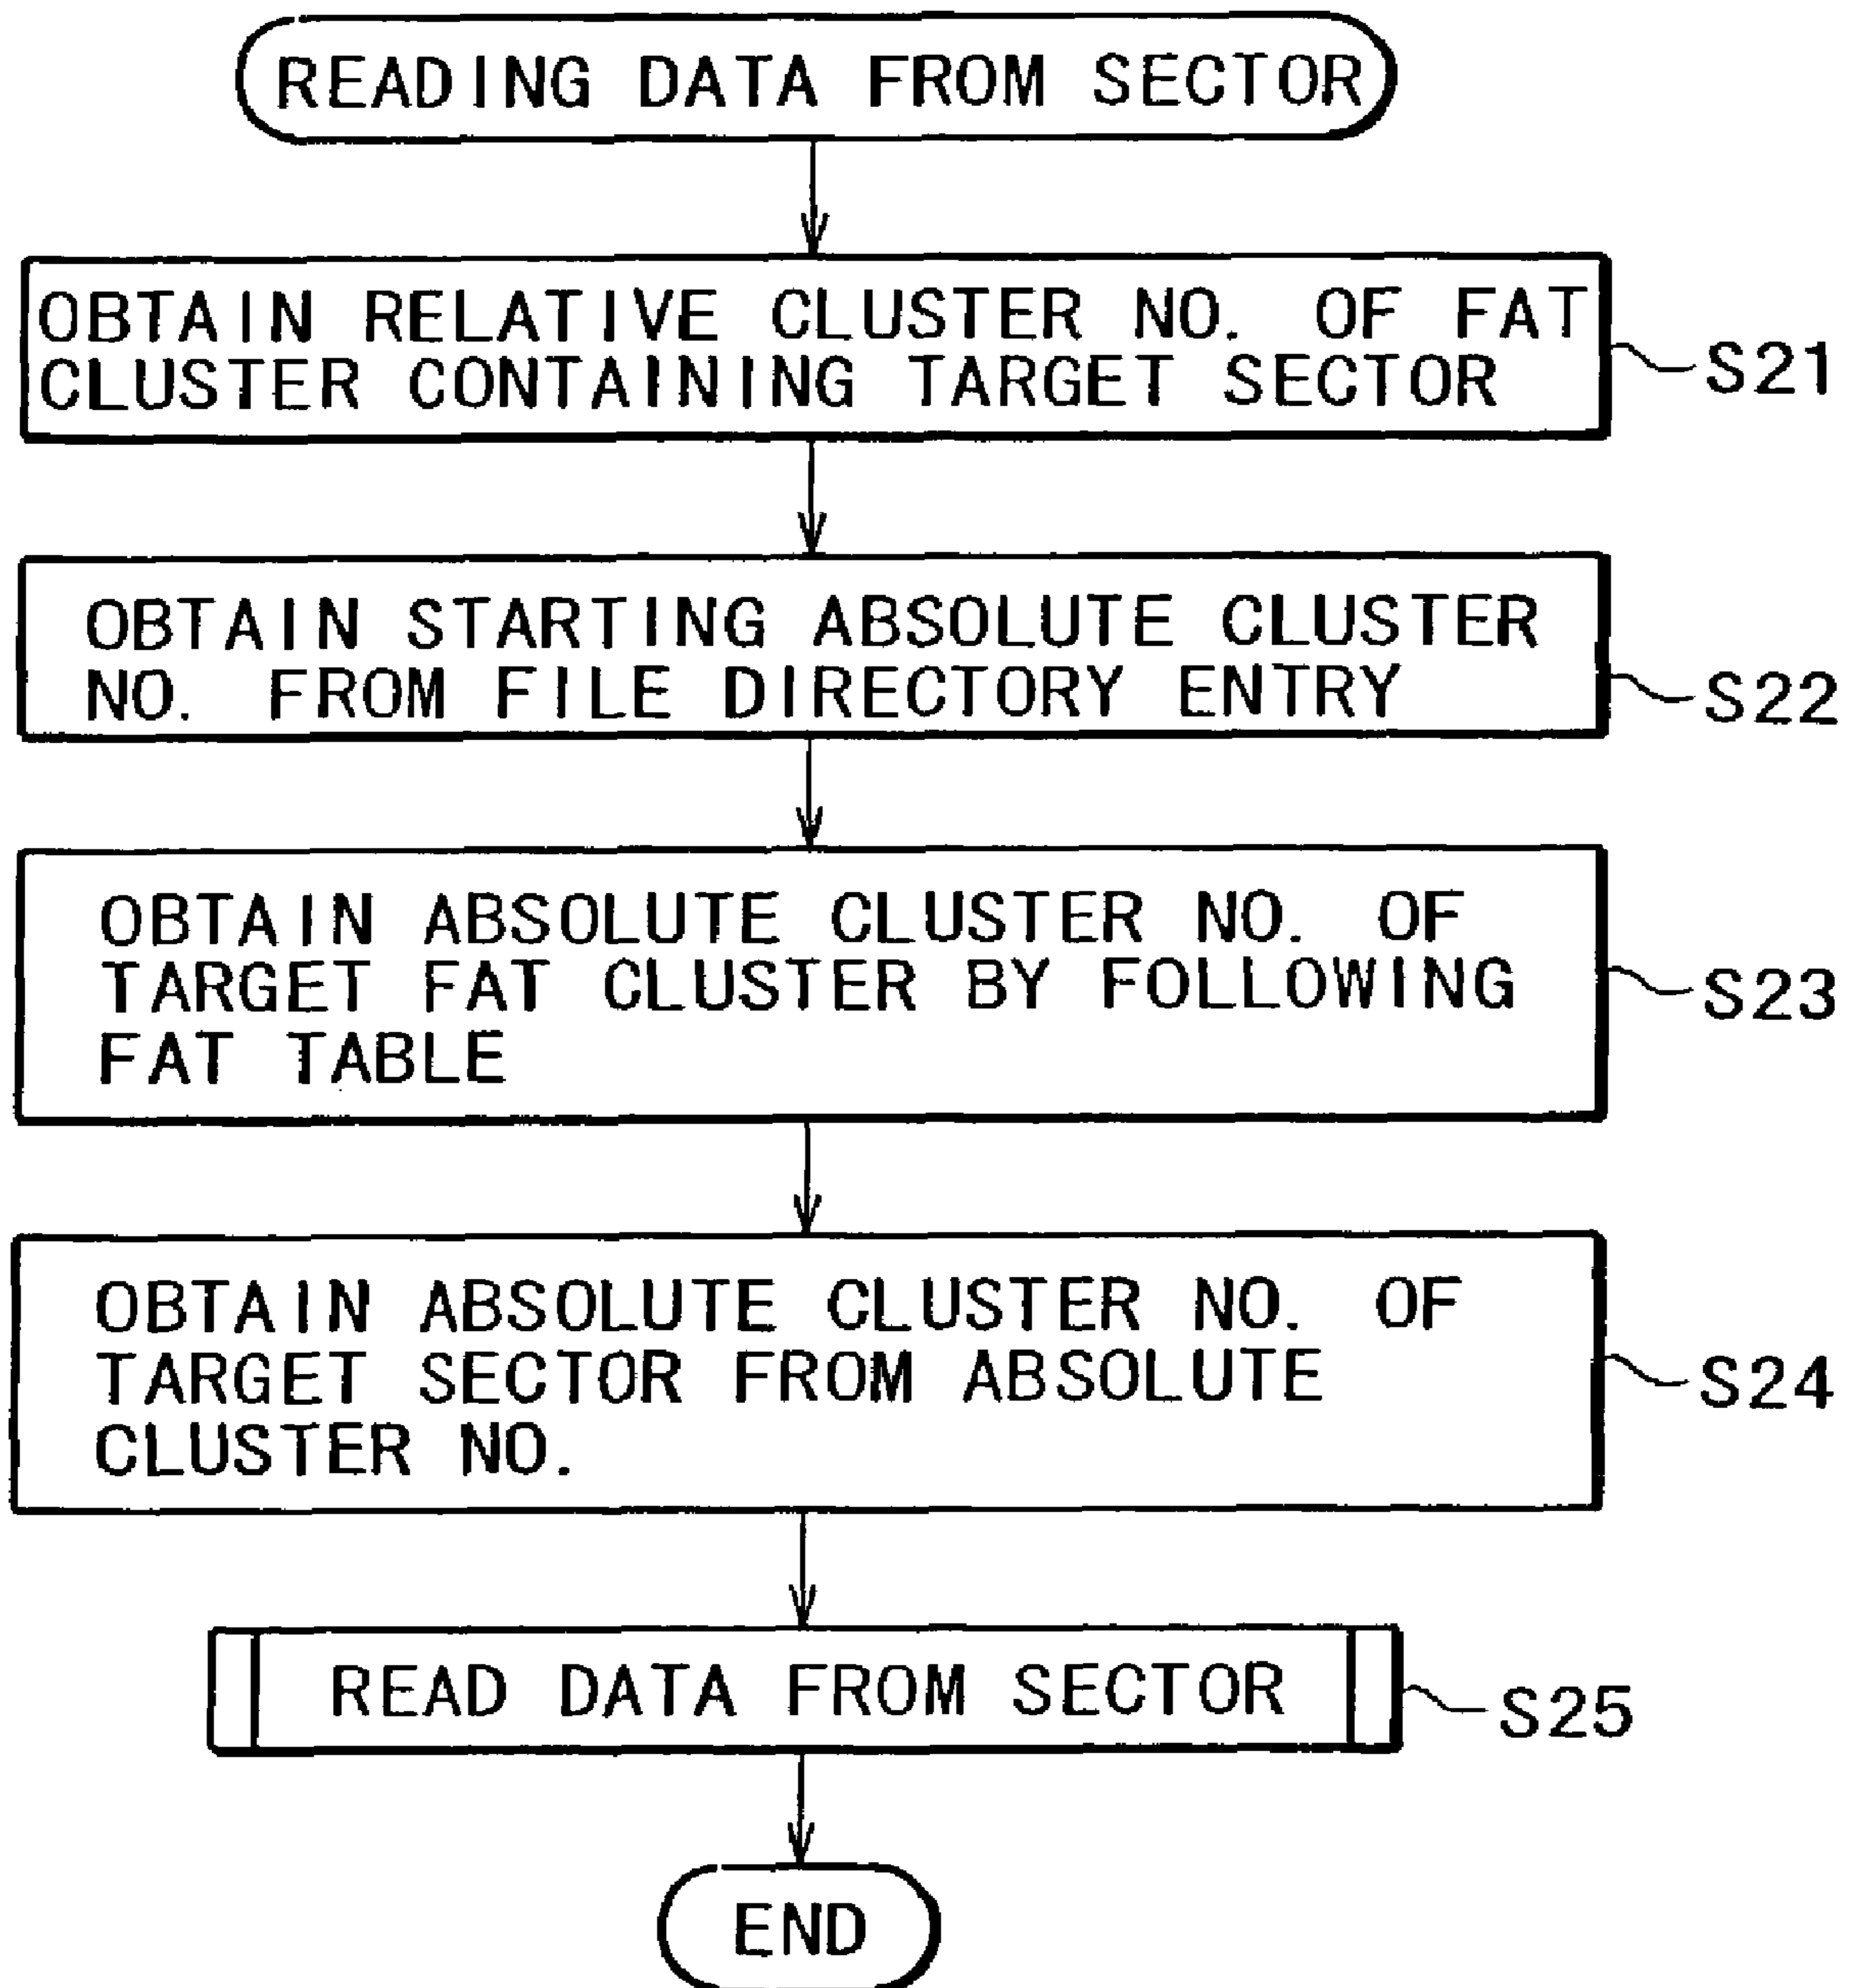 READING DATA FROM SECTOR
OBTAIN RELATIVE CLUSTER NO. OF FAT
CLUSTER CONTAINING TARGET SECTOR
S21
OBTAIN STARTING ABSOLUTE CLUSTER
NO. FROM FILE DIRECTORY ENTRY
S22
OBTAIN ABSOLUTE CLUSTER NO. OF
TARGET FAT CLUSTER BY FOLLOWING
FAT TABLE
S23
OBTAIN ABSOLUTE CLUSTER NO. OF
TARGET SECTOR FROM ABSOLUTE
CLUSTER NO.
S24
READ DATA FROM SECTOR
S25
END